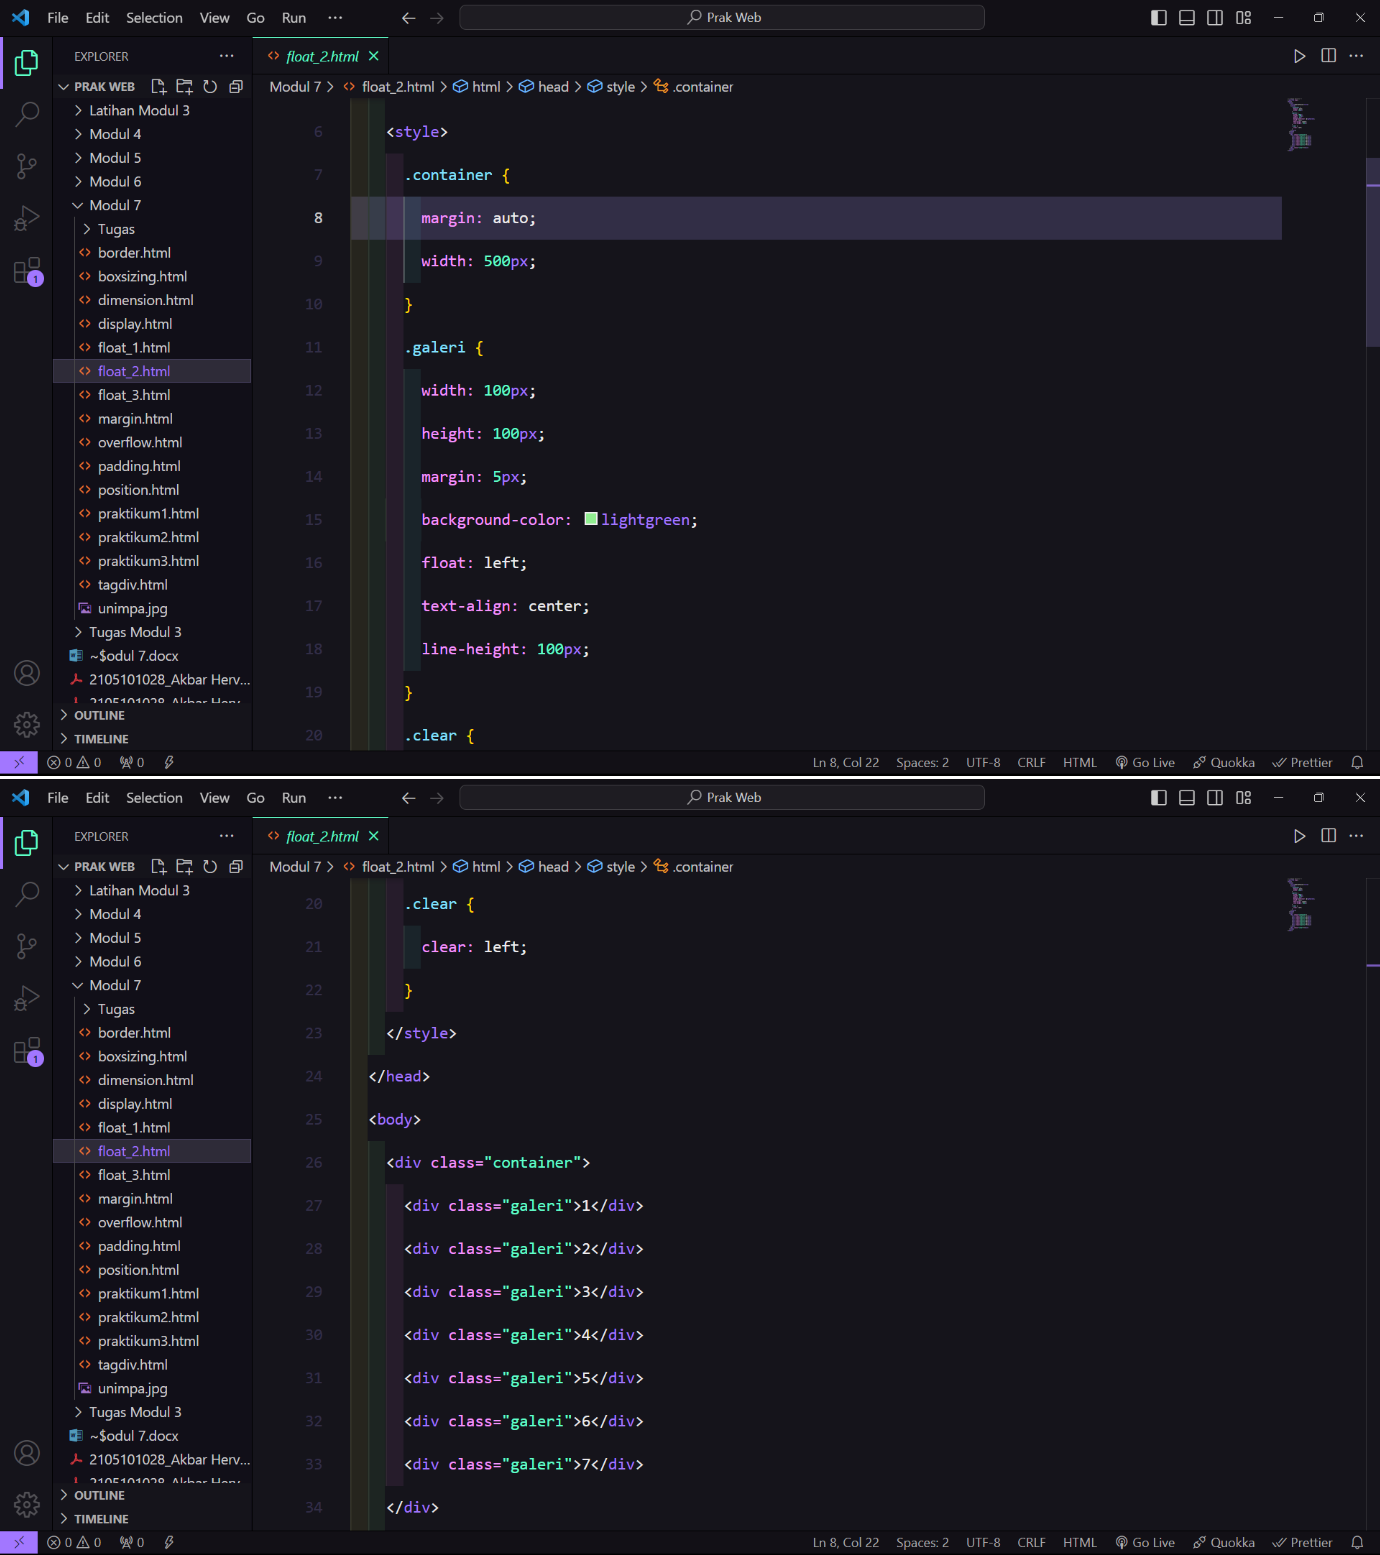 File Edit Selection View Go Run ··· Prak Web
EXPLORER ··· float_2.html
PRAK WEB Modul 7 > float_2.html > html > head > style > .container
Latihan Modul 3
Modul 4
Modul 5
Modul 6
Modul 7
Tugas
border.html
boxsizing.html
dimension.html
display.html
float_1.html
float_2.html
float_3.html
margin.html
overflow.html
padding.html
position.html
praktikum1.html
praktikum2.html
praktikum3.html
tagdiv.html
unimpa.jpg
Tugas Modul 3
~$odul 7.docx
2105101028_Akbar Herv...
2105101028_Akbar Herv...
OUTLINE
TIMELINE
1
6 <style>
7 .container {
8 margin: auto;
9 width: 500px;
10 }
11 .galeri {
12 width: 100px;
13 height: 100px;
14 margin: 5px;
15 background-color: lightgreen;
16 float: left;
17 text-align: center;
18 line-height: 100px;
19 }
20 .clear {
0 0 0 Ln 8, Col 22 Spaces: 2 UTF-8 CRLF HTML Go Live Quokka Prettier
File Edit Selection View Go Run ··· Prak Web
EXPLORER ··· float_2.html
PRAK WEB Modul 7 > float_2.html > html > head > style > .container
Latihan Modul 3
Modul 4
Modul 5
Modul 6
Modul 7
Tugas
border.html
boxsizing.html
dimension.html
display.html
float_1.html
float_2.html
float_3.html
margin.html
overflow.html
padding.html
position.html
praktikum1.html
praktikum2.html
praktikum3.html
tagdiv.html
unimpa.jpg
Tugas Modul 3
~$odul 7.docx
2105101028_Akbar Herv...
2105101028_Akbar Herv...
OUTLINE
TIMELINE
1
20 .clear {
21 clear: left;
22 }
23 </style>
24 </head>
25 <body>
26 <div class="container">
27 <div class="galeri">1</div>
28 <div class="galeri">2</div>
29 <div class="galeri">3</div>
30 <div class="galeri">4</div>
31 <div class="galeri">5</div>
32 <div class="galeri">6</div>
33 <div class="galeri">7</div>
34 </div>
0 0 0 Ln 8, Col 22 Spaces: 2 UTF-8 CRLF HTML Go Live Quokka Prettier